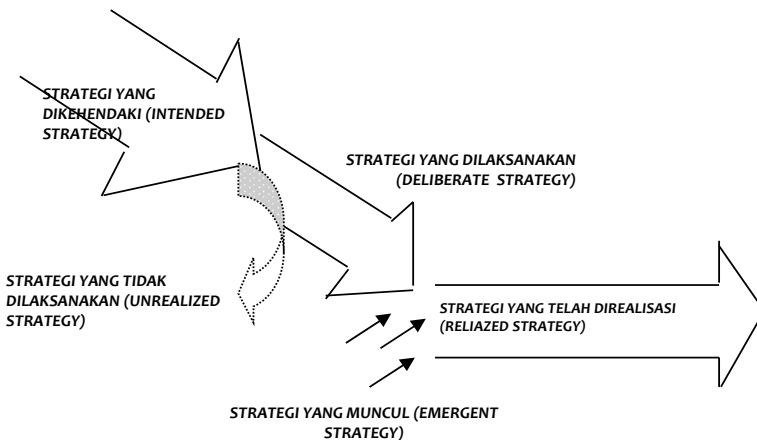 STRATEGI YANG
DIKEHENDAKI (INTENDED
STRATEGY)
STRATEGI YANG DILAKSANAKAN
(DELIBERATE STRATEGY)
STRATEGI YANG TIDAK
DILAKSANAKAN (UNREALIZED
STRATEGY)
STRATEGI YANG TELAH DIREALISASI
(RELIAZED STRATEGY)
STRATEGI YANG MUNCUL (EMERGENT
STRATEGY)